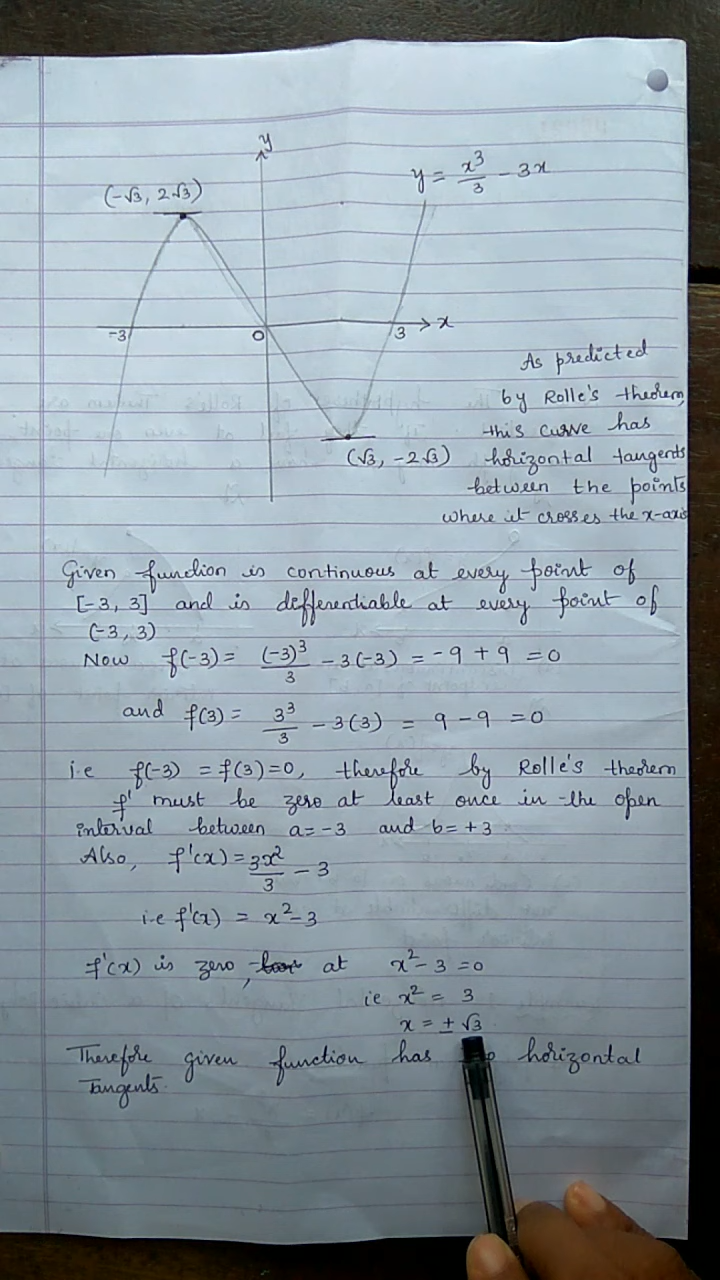 y
y = x³/3 - 3x
(-√3, 2√3)
-3
0
3
x
(√3, -2√3)
As predicted
by Rolle's theorem,
this curve has
horizontal tangents
between the points
where it crosses the x-axis
Given function is continuous at every point of
[-3, 3] and is differentiable at every point of
(-3, 3)
Now f(-3) = (-3)³/3 - 3(-3) = -9 + 9 = 0
and f(3) = 3³/3 - 3(3) = 9 - 9 = 0
i.e f(-3) = f(3) = 0, therefore by Rolle's theorem
f' must be zero at least once in the open
interval between a = -3 and b = +3
Also, f'(x) = 3x²/3 - 3
i.e f'(x) = x² - 3
f'(x) is zero, at x² - 3 = 0
ie x² = 3
x = ± √3
Therefore given function has horizontal
Tangents.